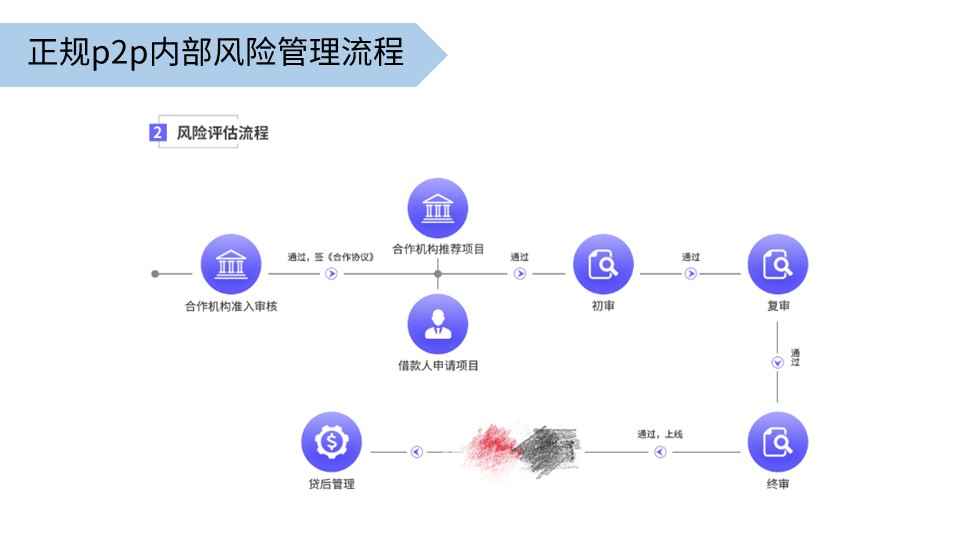 正规p2p内部风险管理流程
2 风险评估流程
合作机构推荐项目
通过，签《合作协议》
通过
通过
合作机构准入审核
初审
复审
借款人申请项目
通过
通过，上线
贷后管理
终审